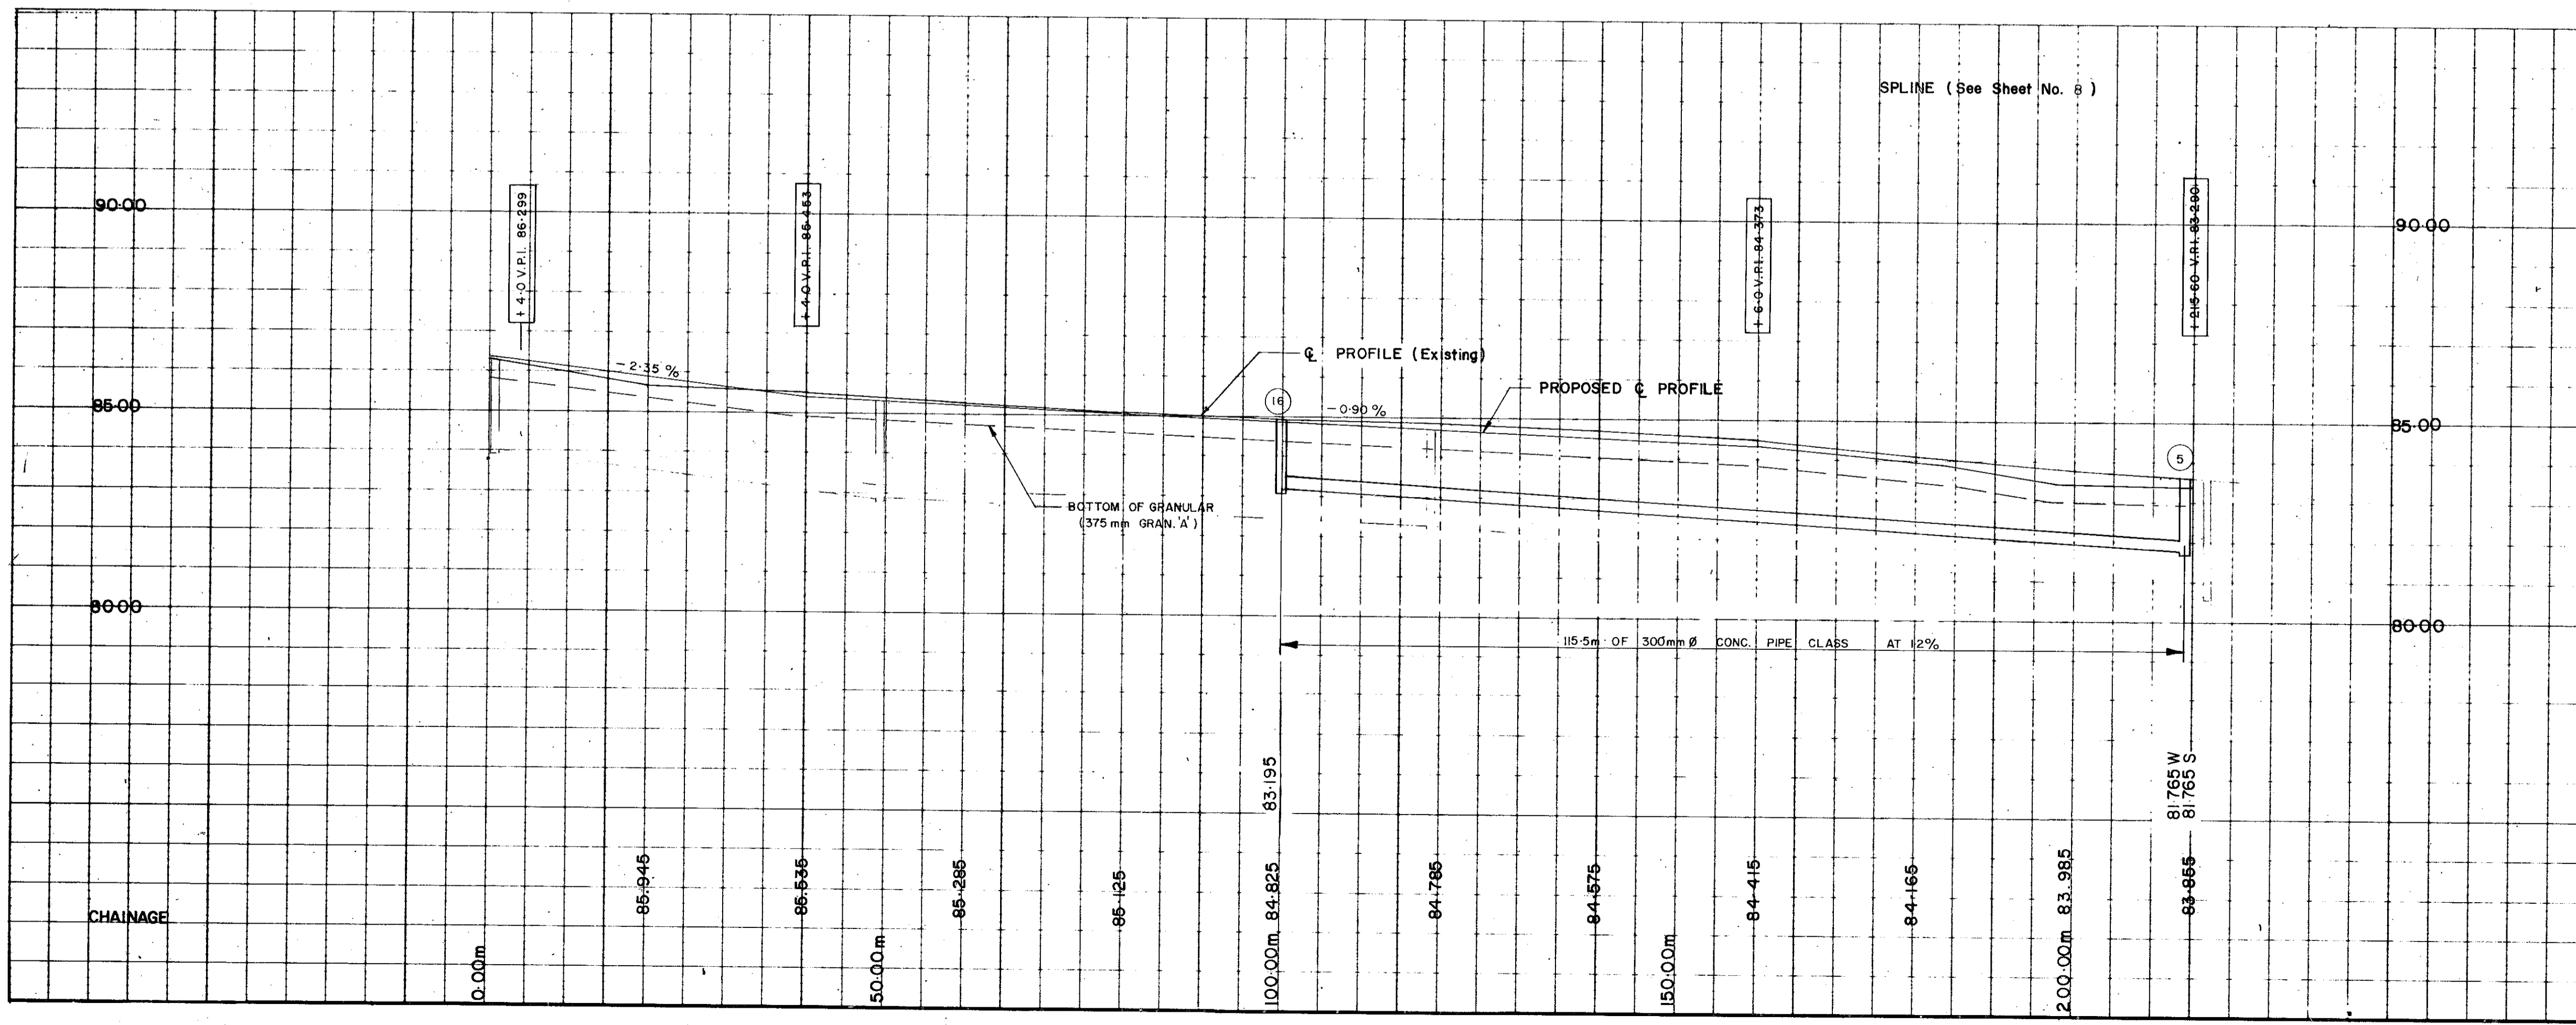 SPLINE (See Sheet No. 8)
90·00
+ 4·0 V.P.I. 86·299
+ 4·0 V.P.I. 85·453
+ 6·0 V.P.I. 84·373
+ 215·60 V.P.I. 83·290
90·00
-2·35 %
℄ PROFILE (Existing)
PROPOSED ℄ PROFILE
85·00
16
-0·90 %
85·00
5
BOTTOM OF GRANULAR
(375 mm GRAN. 'A')
80·00
80·00
115·5m OF 300mm Ø CONC. PIPE CLASS AT 1·2%
83·195
81·765 W
81·765 S
CHAINAGE
85·945
85·535
85·285
85·125
84·825
84·785
84·575
84·415
84·165
83·985
83·855
0·00m
50·00m
100·00m
150·00m
200·00m